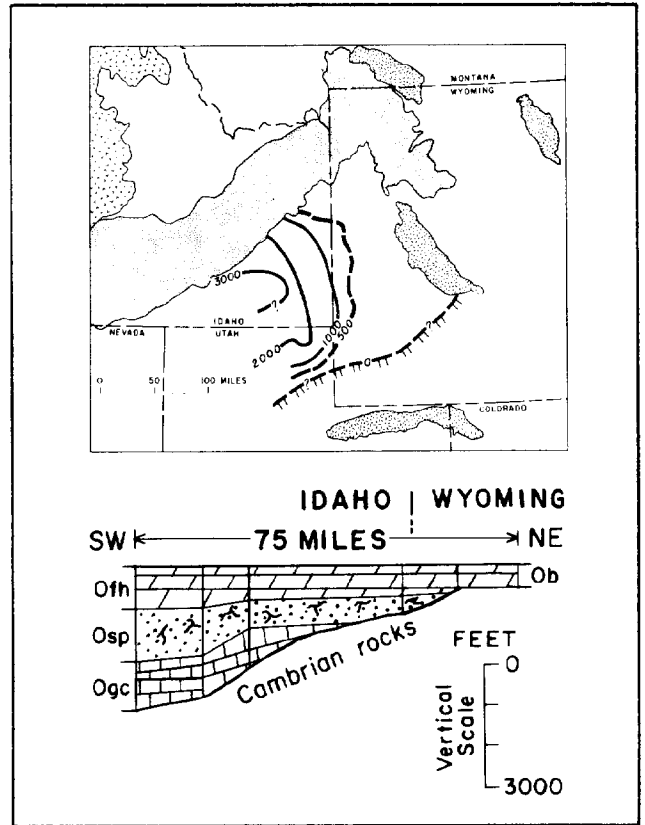 MONTANA
WYOMING
3000
?
NEVADA
IDAHO
UTAH
2000
1000
500
?
0
?
0 50 100 MILES
COLORADO
IDAHO | WYOMING
SW 75 MILES NE
Ofh
Ob
Osp
Ogc
Cambrian rocks
FEET
0
Vertical
Scale
3000